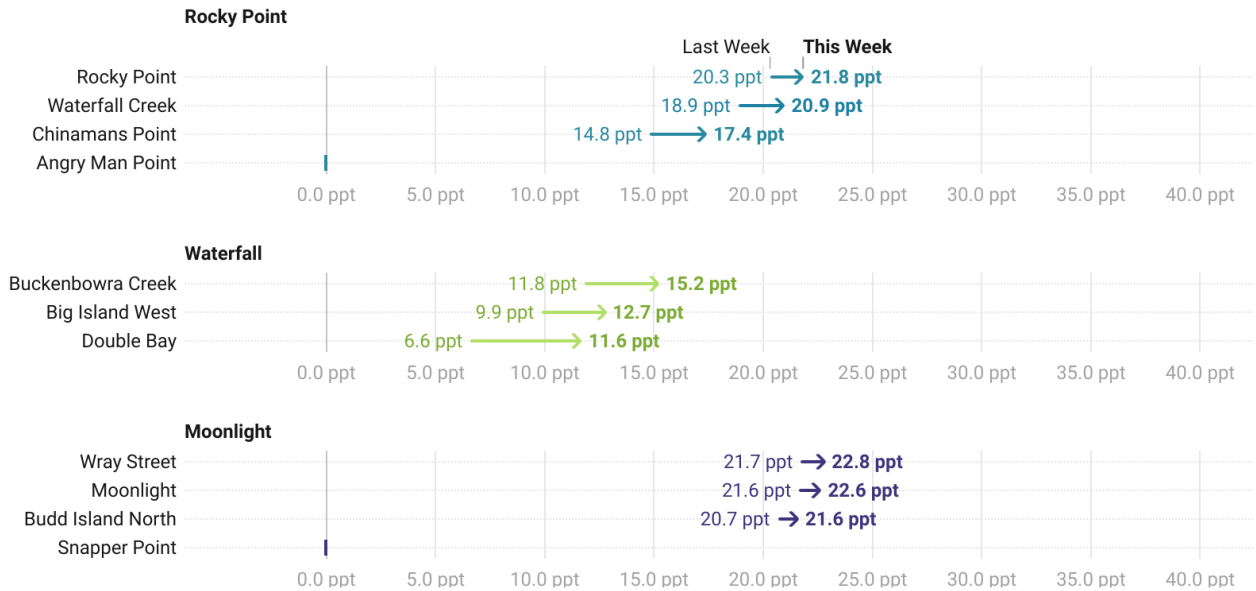 Rocky Point
Last Week This Week
Rocky Point 20.3 ppt 21.8 ppt
Waterfall Creek 18.9 ppt 20.9 ppt
Chinamans Point 14.8 ppt 17.4 ppt
Angry Man Point
0.0 ppt 5.0 ppt 10.0 ppt 15.0 ppt 20.0 ppt 25.0 ppt 30.0 ppt 35.0 ppt 40.0 ppt
Waterfall
Buckenbowra Creek 11.8 ppt 15.2 ppt
Big Island West 9.9 ppt 12.7 ppt
Double Bay 6.6 ppt 11.6 ppt
0.0 ppt 5.0 ppt 10.0 ppt 15.0 ppt 20.0 ppt 25.0 ppt 30.0 ppt 35.0 ppt 40.0 ppt
Moonlight
Wray Street 21.7 ppt 22.8 ppt
Moonlight 21.6 ppt 22.6 ppt
Budd Island North 20.7 ppt 21.6 ppt
Snapper Point
0.0 ppt 5.0 ppt 10.0 ppt 15.0 ppt 20.0 ppt 25.0 ppt 30.0 ppt 35.0 ppt 40.0 ppt